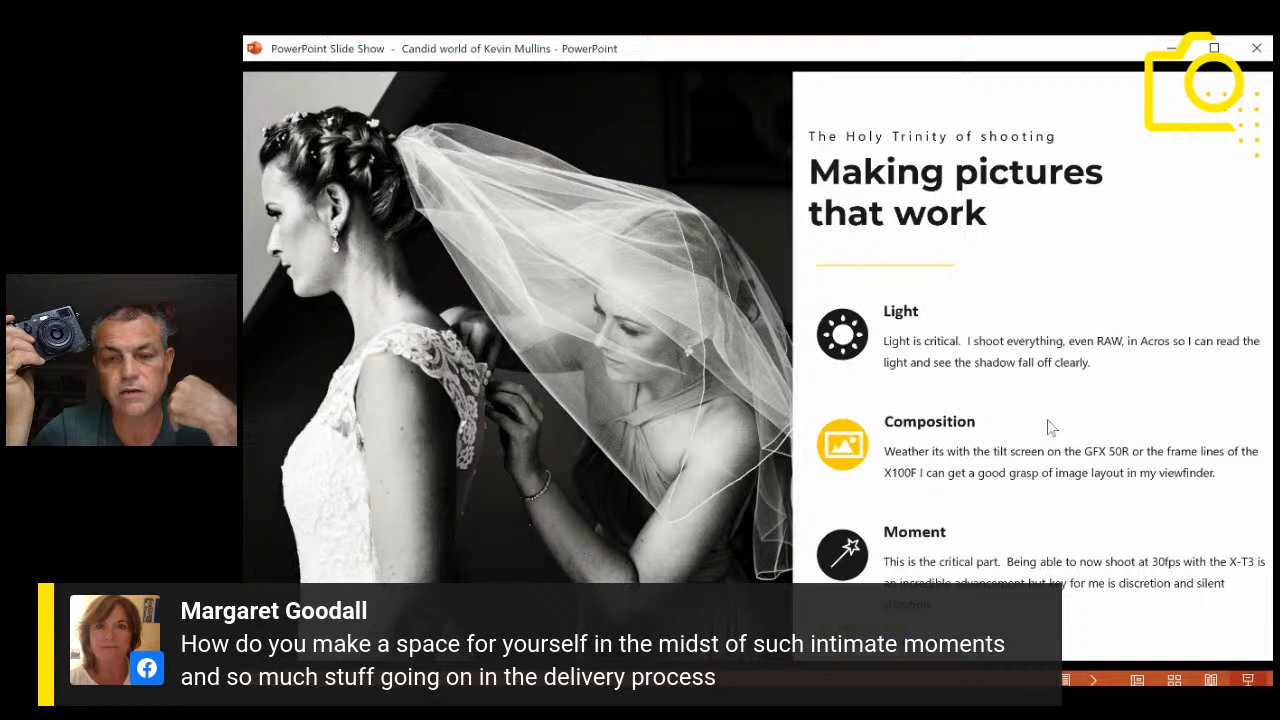 PowerPoint Slide Show - Candid world of Kevin Mullins - PowerPoint
The Holy Trinity of shooting
Making pictures
that work
Light
Light is critical. I shoot everything, even RAW, in Acros so I can read the
light and see the shadow fall off clearly.
Composition
Weather its with the tilt screen on the GFX 50R or the frame lines of the
X100F I can get a good grasp of image layout in my viewfinder.
Moment
This is the critical part. Being able to now shoot at 30fps with the X-T3 is
an incredible advancement but key for me is discretion and silent
Margaret Goodall
How do you make a space for yourself in the midst of such intimate moments
and so much stuff going on in the delivery process